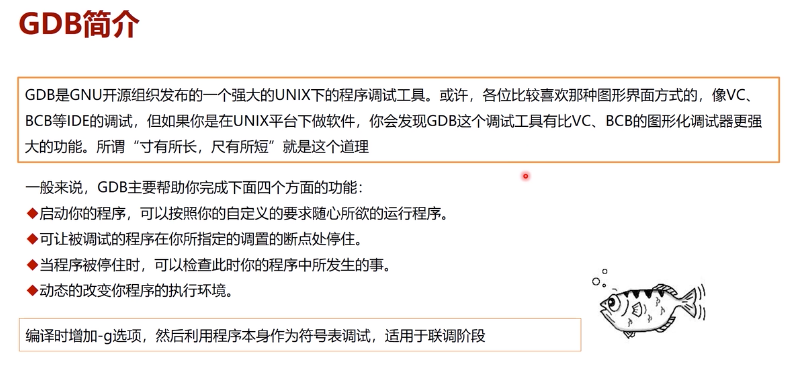 GDB简介
GDB是GNU开源组织发布的一个强大的UNIX下的程序调试工具。或许，各位比较喜欢那种图形界面方式的，像VC、
BCB等IDE的调试，但如果你是在UNIX平台下做软件，你会发现GDB这个调试工具有比VC、BCB的图形化调试器更强
大的功能。所谓“寸有所长，尺有所短”就是这个道理
一般来说，GDB主要帮助你完成下面四个方面的功能：
◆启动你的程序，可以按照你的自定义的要求随心所欲的运行程序。
◆可让被调试的程序在你所指定的调置的断点处停住。
◆当程序被停住时，可以检查此时你的程序中所发生的事。
◆动态的改变你程序的执行环境。
编译时增加-g选项，然后利用程序本身作为符号表调试，适用于联调阶段